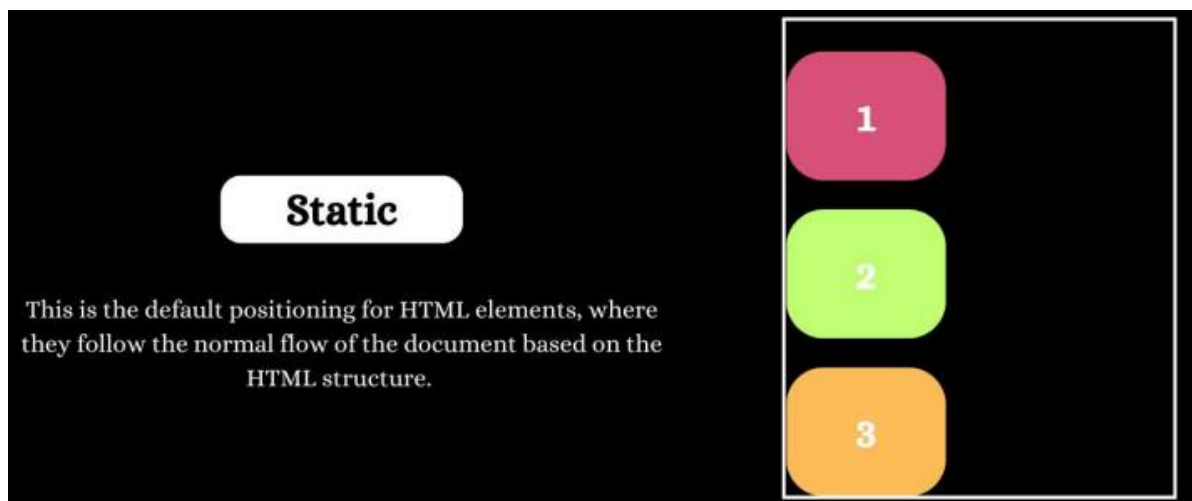 Static
This is the default positioning for HTML elements, where
they follow the normal flow of the document based on the
HTML structure.
1
2
3